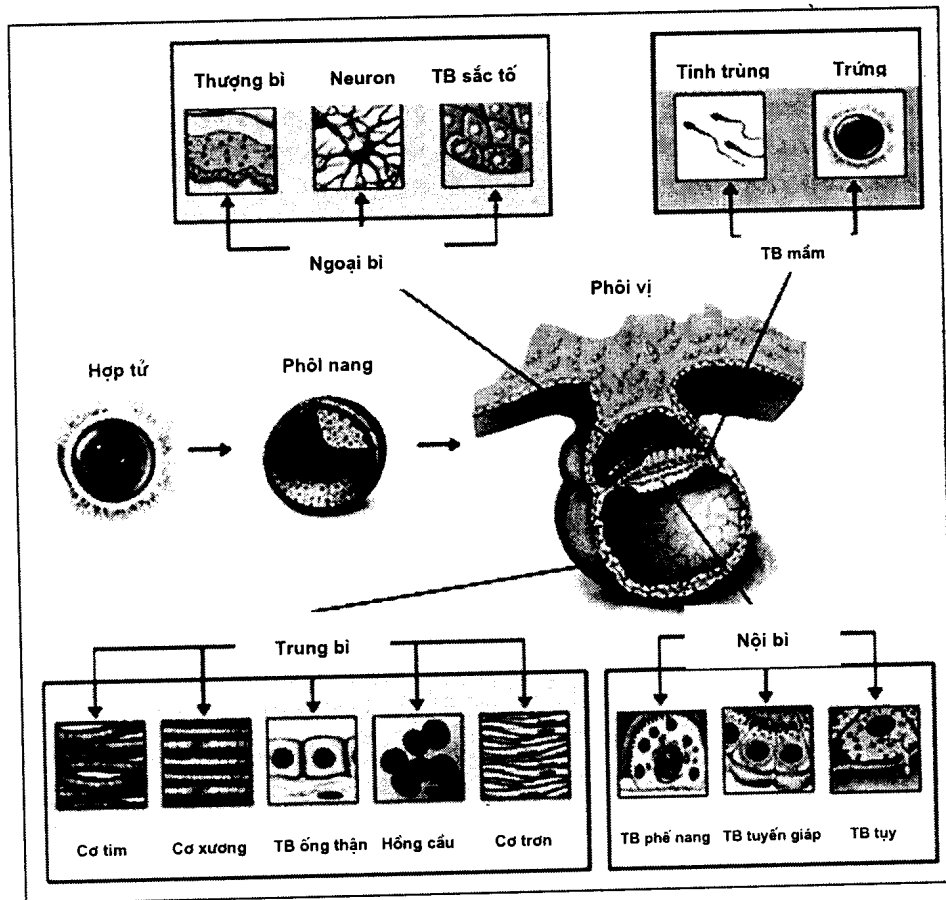 Thượng bì Neuron TB sắc tố
Tinh trùng Trứng
Ngoại bì
TB mầm
Phôi vị
Hợp tử
Phôi nang
Trung bì
Nội bì
Cơ tim Cơ xương TB ống thận Hồng cầu Cơ trơn
TB phế nang TB tuyến giáp TB tụy